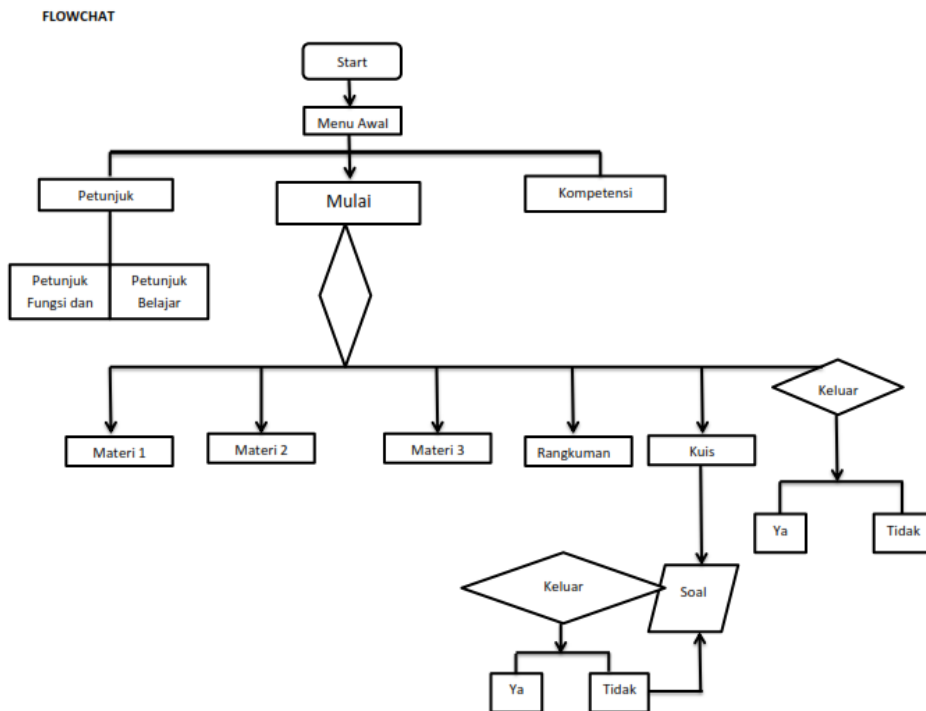 FLOWCHAT
Start
Menu Awal
Petunjuk
Mulai
Kompetensi
Petunjuk
Fungsi dan
Petunjuk
Belajar
Keluar
Materi 1
Materi 2
Materi 3
Rangkuman
Kuis
Ya
Tidak
Keluar
Soal
Ya
Tidak